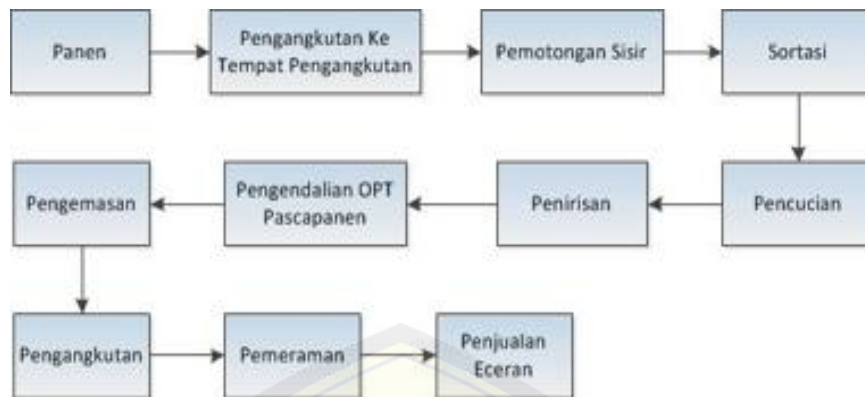 Panen
Pengangkutan Ke
Tempat Pengangkutan
Pemotongan Sisir
Sortasi
Pencucian
Penirisan
Pengendalian OPT
Pascapanen
Pengemasan
Pengangkutan
Pemeraman
Penjualan
Eceran